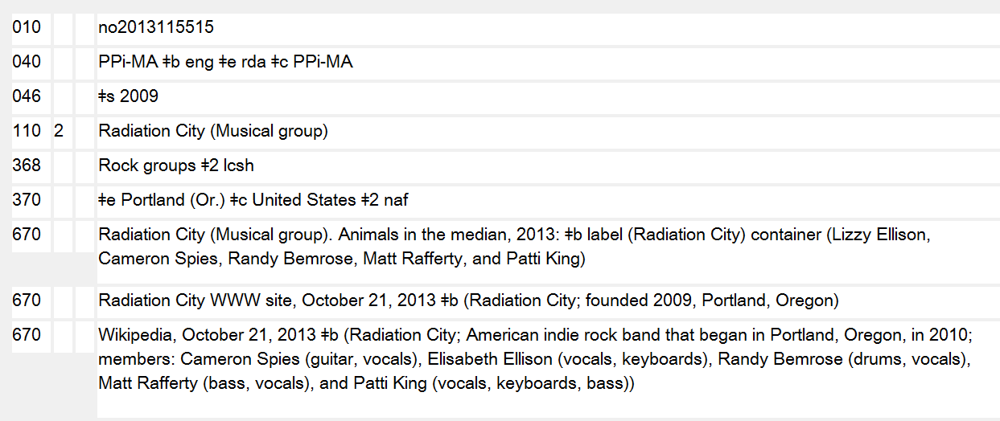 010 no2013115515
040 PPi-MA ǂb eng ǂe rda ǂc PPi-MA
046 ǂs 2009
110 2 Radiation City (Musical group)
368 Rock groups ǂ2 lcsh
370 ǂe Portland (Or.) ǂc United States ǂ2 naf
670 Radiation City (Musical group). Animals in the median, 2013: ǂb label (Radiation City) container (Lizzy Ellison,
Cameron Spies, Randy Bemrose, Matt Rafferty, and Patti King)
670 Radiation City WWW site, October 21, 2013 ǂb (Radiation City; founded 2009, Portland, Oregon)
670 Wikipedia, October 21, 2013 ǂb (Radiation City; American indie rock band that began in Portland, Oregon, in 2010;
members: Cameron Spies (guitar, vocals), Elisabeth Ellison (vocals, keyboards), Randy Bemrose (drums, vocals),
Matt Rafferty (bass, vocals), and Patti King (vocals, keyboards, bass))